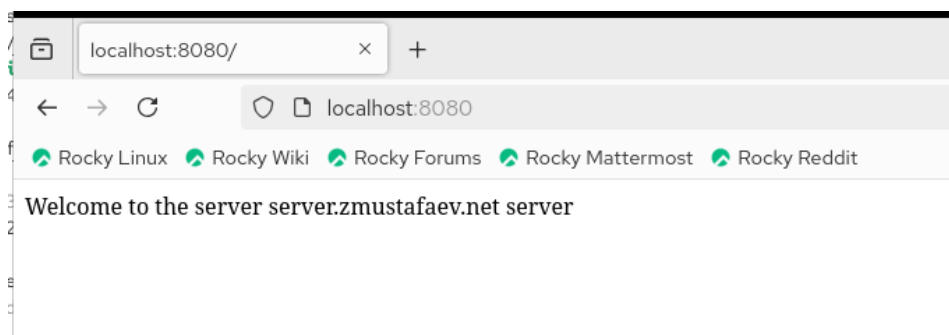 localhost:8080/
localhost:8080
Rocky Linux Rocky Wiki Rocky Forums Rocky Mattermost Rocky Reddit
Welcome to the server server.zmustafaev.net server